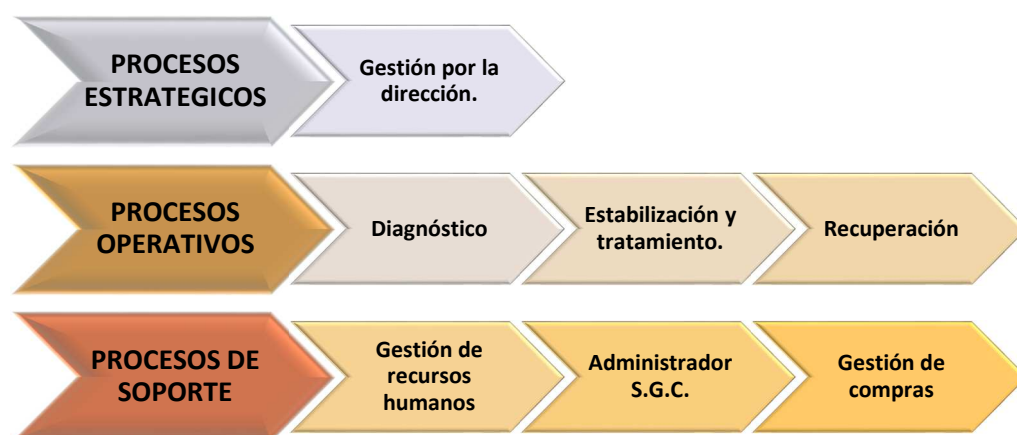 PROCESOS
ESTRATEGICOS
Gestión por la
dirección.
PROCESOS
OPERATIVOS
Diagnóstico
Estabilización y
tratamiento.
Recuperación
PROCESOS DE
SOPORTE
Gestión de
recursos
humanos
Administrador
S.G.C.
Gestión de
compras